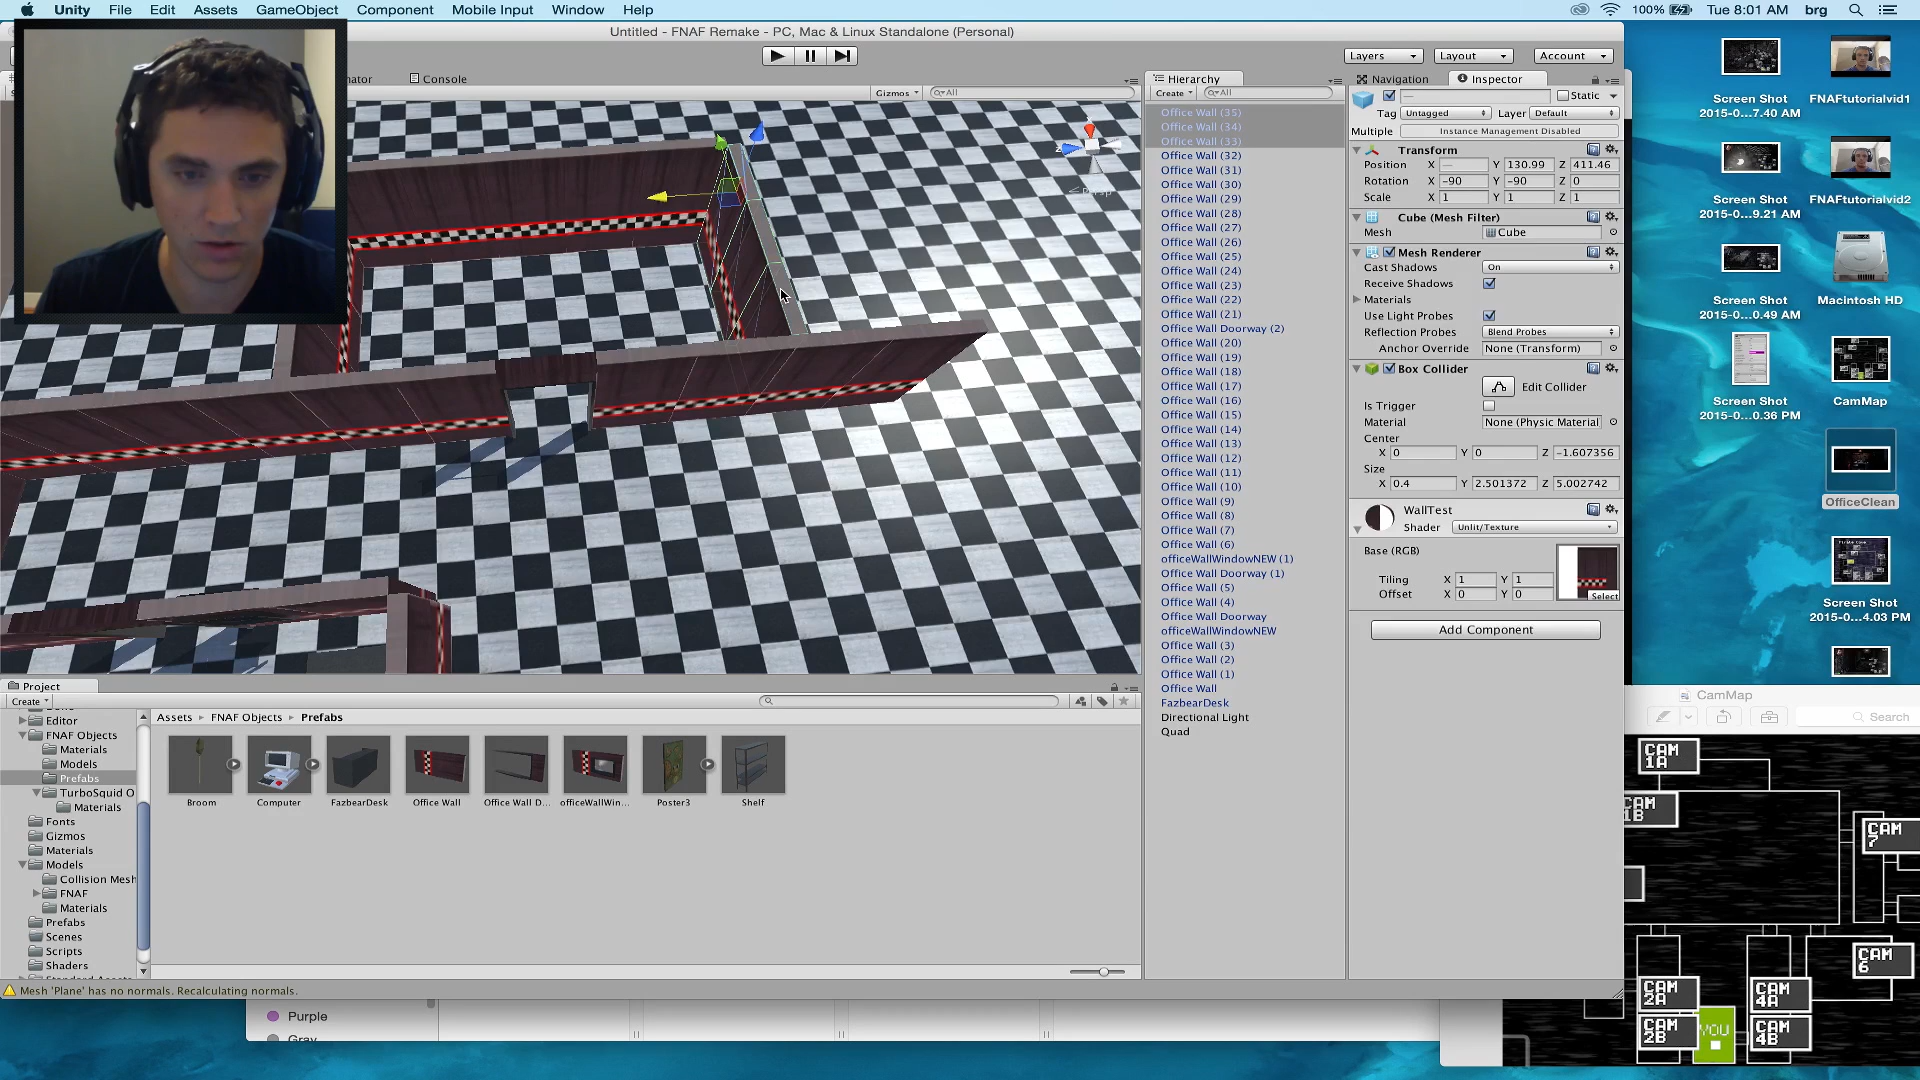 Unity File Edit Assets GameObject Component Mobile Input Window Help
100% Tue 8:01 AM brg
Untitled - FNAF Remake - PC, Mac & Linux Standalone (Personal)
Layers Layout Account
Console
Gizmos All
Hierarchy
Create All
Office Wall (35)
Office Wall (34)
Office Wall (33)
Office Wall (32)
Office Wall (31)
Office Wall (30)
Office Wall (29)
Office Wall (28)
Office Wall (27)
Office Wall (26)
Office Wall (25)
Office Wall (24)
Office Wall (23)
Office Wall (22)
Office Wall (21)
Office Wall Doorway (2)
Office Wall (20)
Office Wall (19)
Office Wall (18)
Office Wall (17)
Office Wall (16)
Office Wall (15)
Office Wall (14)
Office Wall (13)
Office Wall (12)
Office Wall (11)
Office Wall (10)
Office Wall (9)
Office Wall (8)
Office Wall (7)
Office Wall (6)
officeWallWindowNEW (1)
Office Wall Doorway (1)
Office Wall (5)
Office Wall (4)
Office Wall Doorway
officeWallWindowNEW
Office Wall (3)
Office Wall (2)
Office Wall (1)
Office Wall
FazbearDesk
Directional Light
Quad
Navigation Inspector
Static
Tag Untagged Layer Default
Multiple Instance Management Disabled
Transform
Position X — Y 130.99 Z 411.46
Rotation X -90 Y -90 Z 0
Scale X 1 Y 1 Z 1
Cube (Mesh Filter)
Mesh Cube
Mesh Renderer
Cast Shadows On
Receive Shadows
Materials
Use Light Probes
Reflection Probes Blend Probes
Anchor Override None (Transform)
Box Collider
Edit Collider
Is Trigger
Material None (Physic Material
Center
X 0 Y 0 Z -1.607356
Size
X 0.4 Y 2.501372 Z 5.002742
WallTest
Shader Unlit/Texture
Base (RGB)
Tiling X 1 Y 1
Offset X 0 Y 0
Select
Add Component
Project
Create
Editor
FNAF Objects
Materials
Models
Prefabs
TurboSquid O
Materials
Fonts
Gizmos
Materials
Models
Collision Mesh
FNAF
Materials
Prefabs
Scenes
Scripts
Shaders
Assets FNAF Objects Prefabs
Broom Computer FazbearDesk Office Wall Office Wall D... officeWallWin... Poster3 Shelf
Mesh 'Plane' has no normals. Recalculating normals.
Purple
Gray
Screen Shot
2015-0...7.40 AM
FNAFtutorialvid1
Screen Shot
2015-0...9.21 AM
FNAFtutorialvid2
Screen Shot
2015-0...0.49 AM
Macintosh HD
Screen Shot
2015-0...0.36 PM
CamMap
OfficeClean
Screen Shot
2015-0...4.03 PM
CamMap
Search
CAM
1A
CAM
1B
CAM
7
CAM
6
CAM
2A
CAM
4A
CAM
2B
YOU
CAM
4B